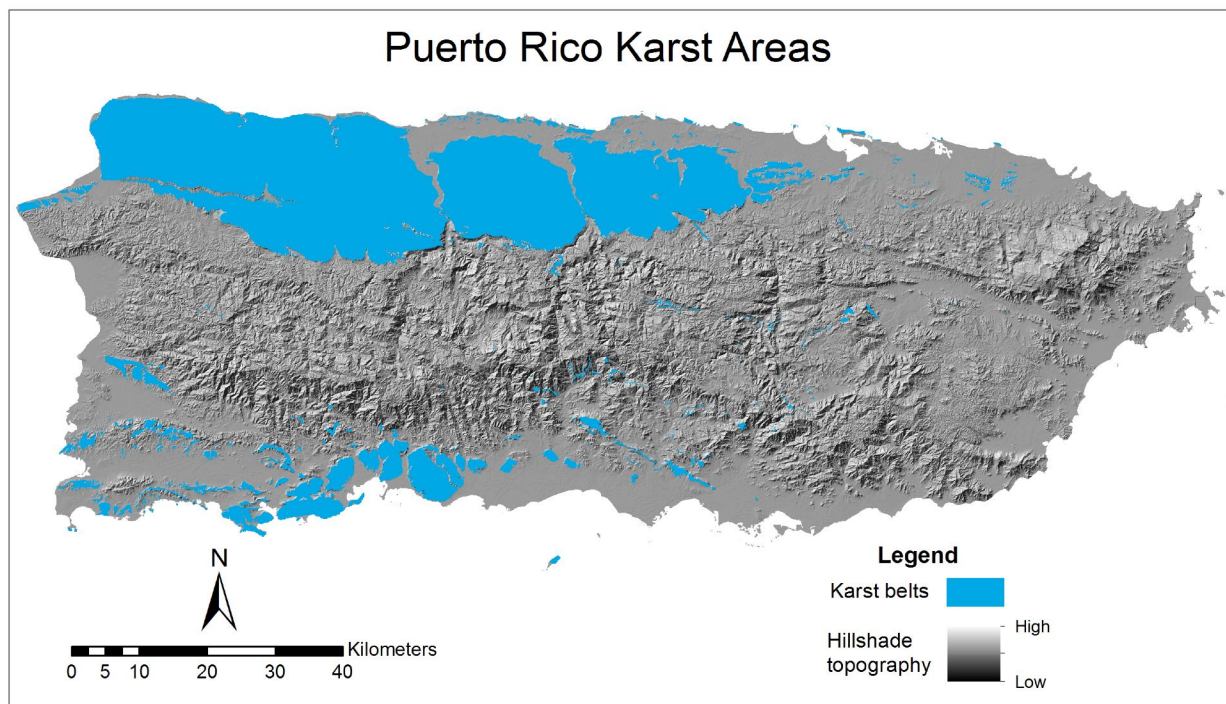 Puerto Rico Karst Areas
N
Kilometers
0 5 10 20 30 40
Legend
Karst belts
Hillshade
topography
High
Low